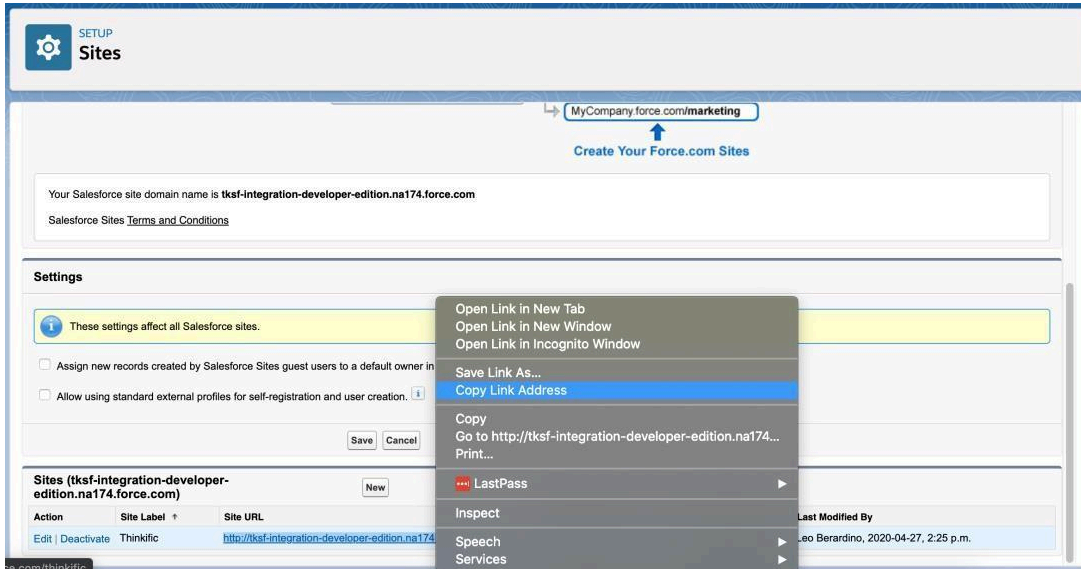 SETUP
Sites
MyCompany.force.com/marketing
Create Your Force.com Sites
Your Salesforce site domain name is tksf-integration-developer-edition.na174.force.com
Salesforce Sites Terms and Conditions
Settings
These settings affect all Salesforce sites.
Assign new records created by Salesforce Sites guest users to a default owner in
Allow using standard external profiles for self-registration and user creation. i
Save Cancel
Open Link in New Tab
Open Link in New Window
Open Link in Incognito Window
Save Link As...
Copy Link Address
Copy
Go to http://tksf-integration-developer-edition.na174...
Print...
LastPass
Inspect
Speech
Services
Sites (tksf-integration-developer-
edition.na174.force.com)
New
Action Site Label Site URL Last Modified By
Edit | Deactivate Thinkific http://tksf-integration-developer-edition.na174 Leo Berardino, 2020-04-27, 2:25 p.m.